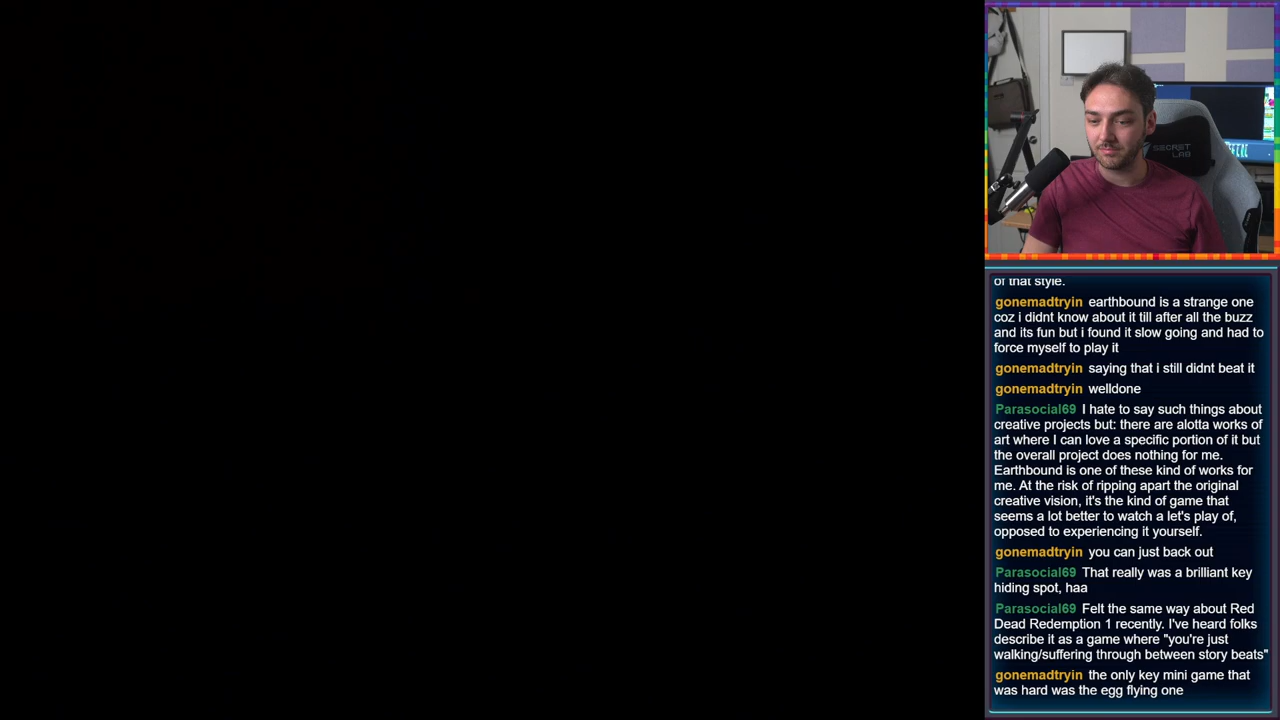 SECRET
LAB
of that style.
gonemadtryin earthbound is a strange one
coz i didnt know about it till after all the buzz
and its fun but i found it slow going and had to
force myself to play it
gonemadtryin saying that i still didnt beat it
gonemadtryin welldone
Parasocial69 I hate to say such things about
creative projects but: there are alotta works of
art where I can love a specific portion of it but
the overall project does nothing for me.
Earthbound is one of these kind of works for
me. At the risk of ripping apart the original
creative vision, it's the kind of game that
seems a lot better to watch a let's play of,
opposed to experiencing it yourself.
gonemadtryin you can just back out
Parasocial69 That really was a brilliant key
hiding spot, haa
Parasocial69 Felt the same way about Red
Dead Redemption 1 recently. I've heard folks
describe it as a game where "you're just
walking/suffering through between story beats"
gonemadtryin the only key mini game that
was hard was the egg flying one